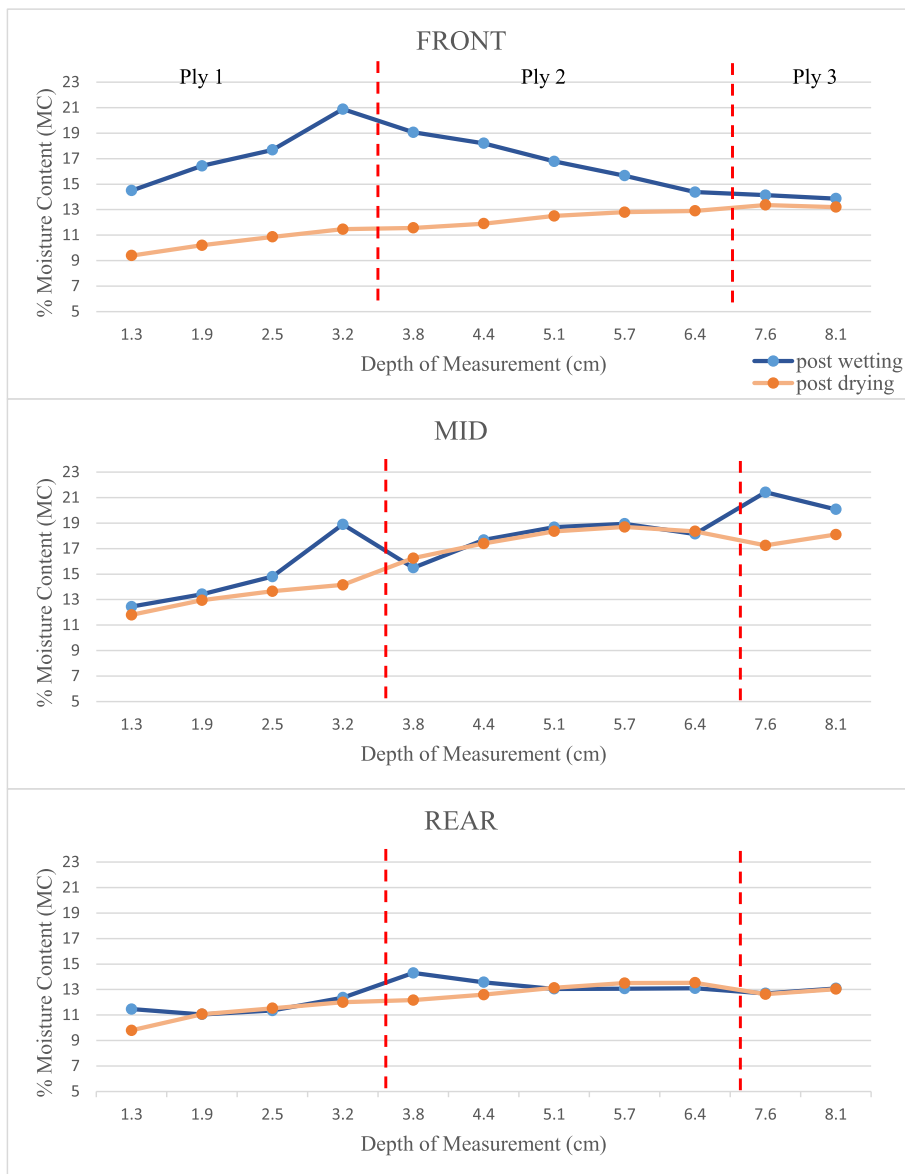 FRONT
Ply 1
Ply 2
Ply 3
% Moisture Content (MC)
23
21
19
17
15
13
11
9
7
5
1.3 1.9 2.5 3.2 3.8 4.4 5.1 5.7 6.4 7.6 8.1
Depth of Measurement (cm)
post wetting
post drying
MID
% Moisture Content (MC)
23
21
19
17
15
13
11
9
7
5
1.3 1.9 2.5 3.2 3.8 4.4 5.1 5.7 6.4 7.6 8.1
Depth of Measurement (cm)
REAR
% Moisture Content (MC)
23
21
19
17
15
13
11
9
7
5
1.3 1.9 2.5 3.2 3.8 4.4 5.1 5.7 6.4 7.6 8.1
Depth of Measurement (cm)